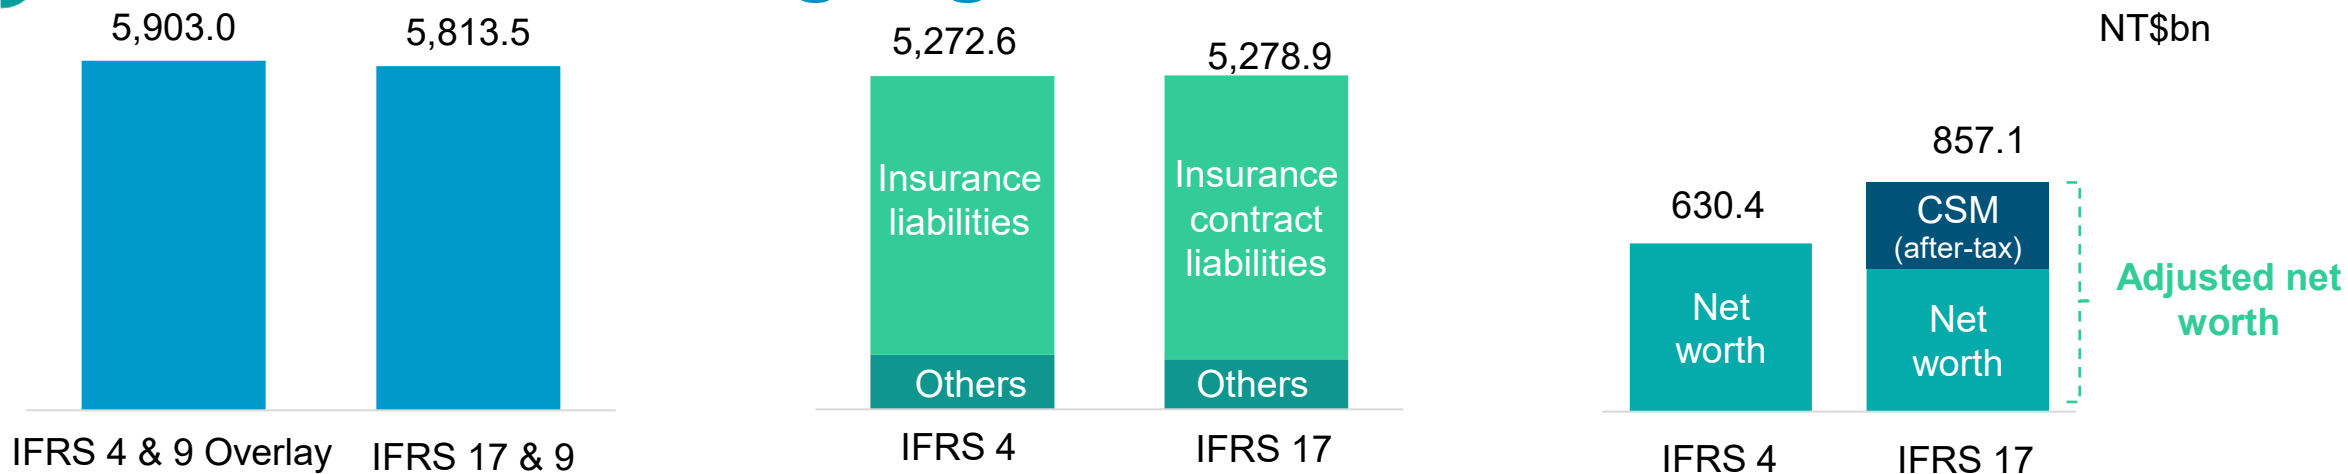 NT$bn
5,903.0
5,813.5
IFRS 4 & 9 Overlay
IFRS 17 & 9
5,272.6
5,278.9
Insurance
liabilities
Others
Insurance
contract
liabilities
Others
IFRS 4
IFRS 17
630.4
857.1
Net
worth
CSM
(after-tax)
Net
worth
Adjusted net
worth
IFRS 4
IFRS 17